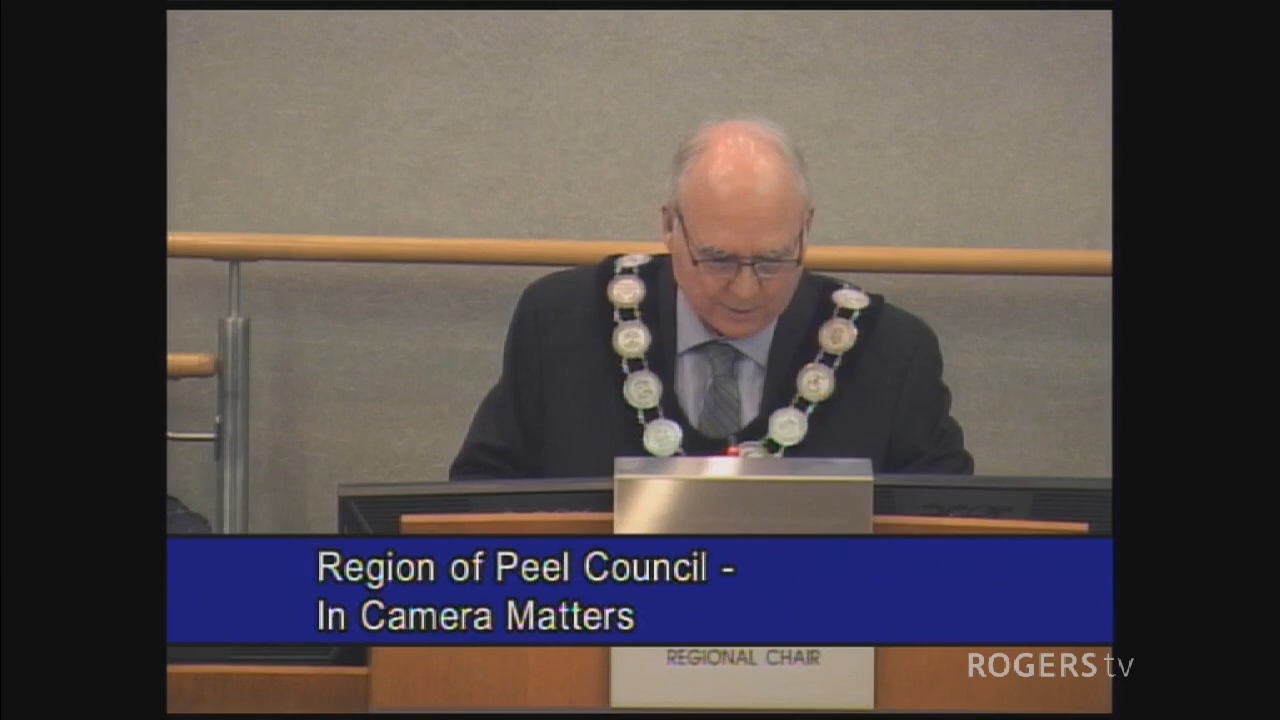 Region of Peel Council -
In Camera Matters
REGIONAL CHAIR
ROGERS tv